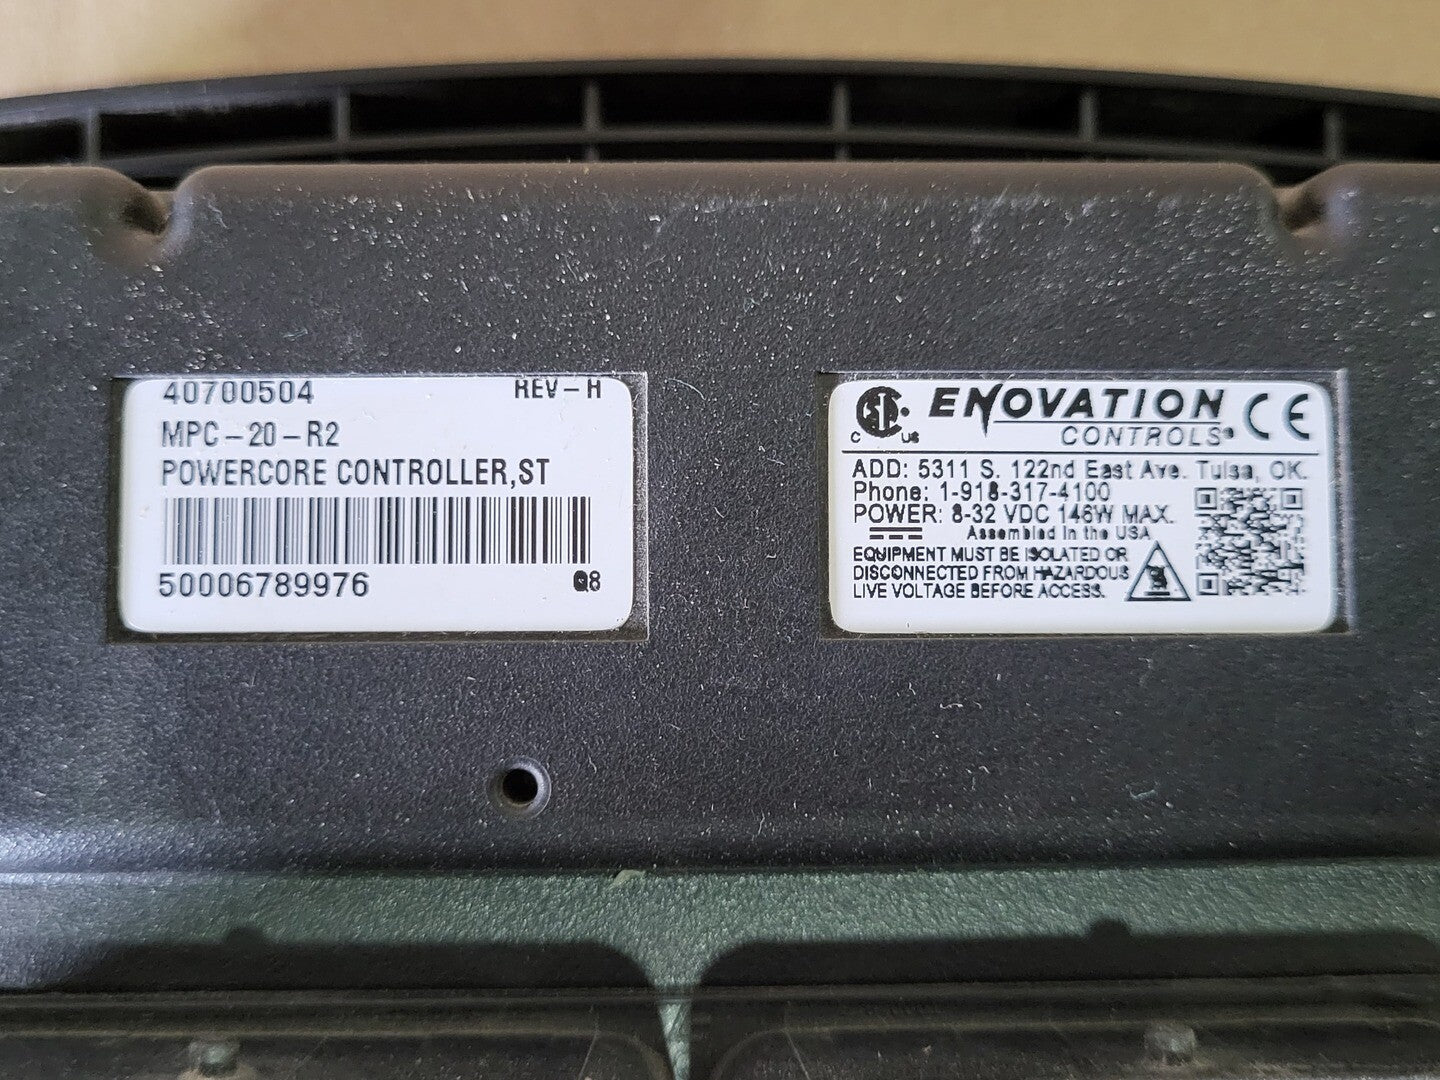 40700504 REV-H
MPC-20-R2
POWERCORE CONTROLLER,ST
50006789976 Q8
C US
ENOVATION
CONTROLS®
CE
ADD: 5311 S. 122nd East Ave. Tulsa, OK.
Phone: 1-918-317-4100
POWER: 8-32 VDC 146W MAX.
Assembled in the USA
EQUIPMENT MUST BE ISOLATED OR
DISCONNECTED FROM HAZARDOUS
LIVE VOLTAGE BEFORE ACCESS.